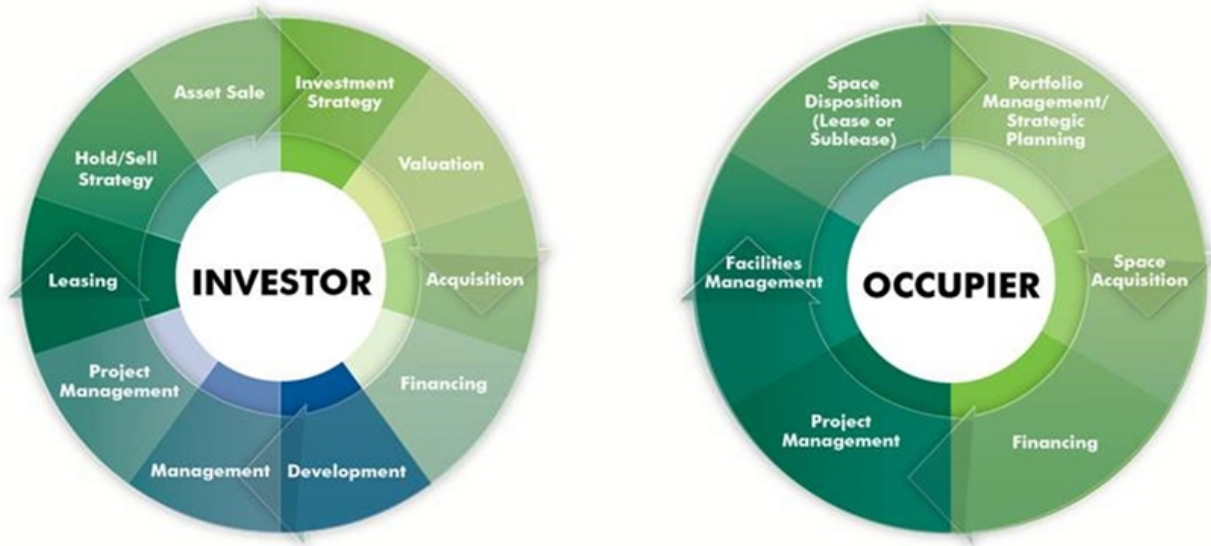 Asset Sale
Investment
Strategy
Valuation
Acquisition
Financing
Development
Management
Project
Management
Leasing
Hold/Sell
Strategy
INVESTOR
Space
Disposition
(Lease or
Sublease)
Portfolio
Management/
Strategic
Planning
Space
Acquisition
Financing
Project
Management
Facilities
Management
OCCUPIER